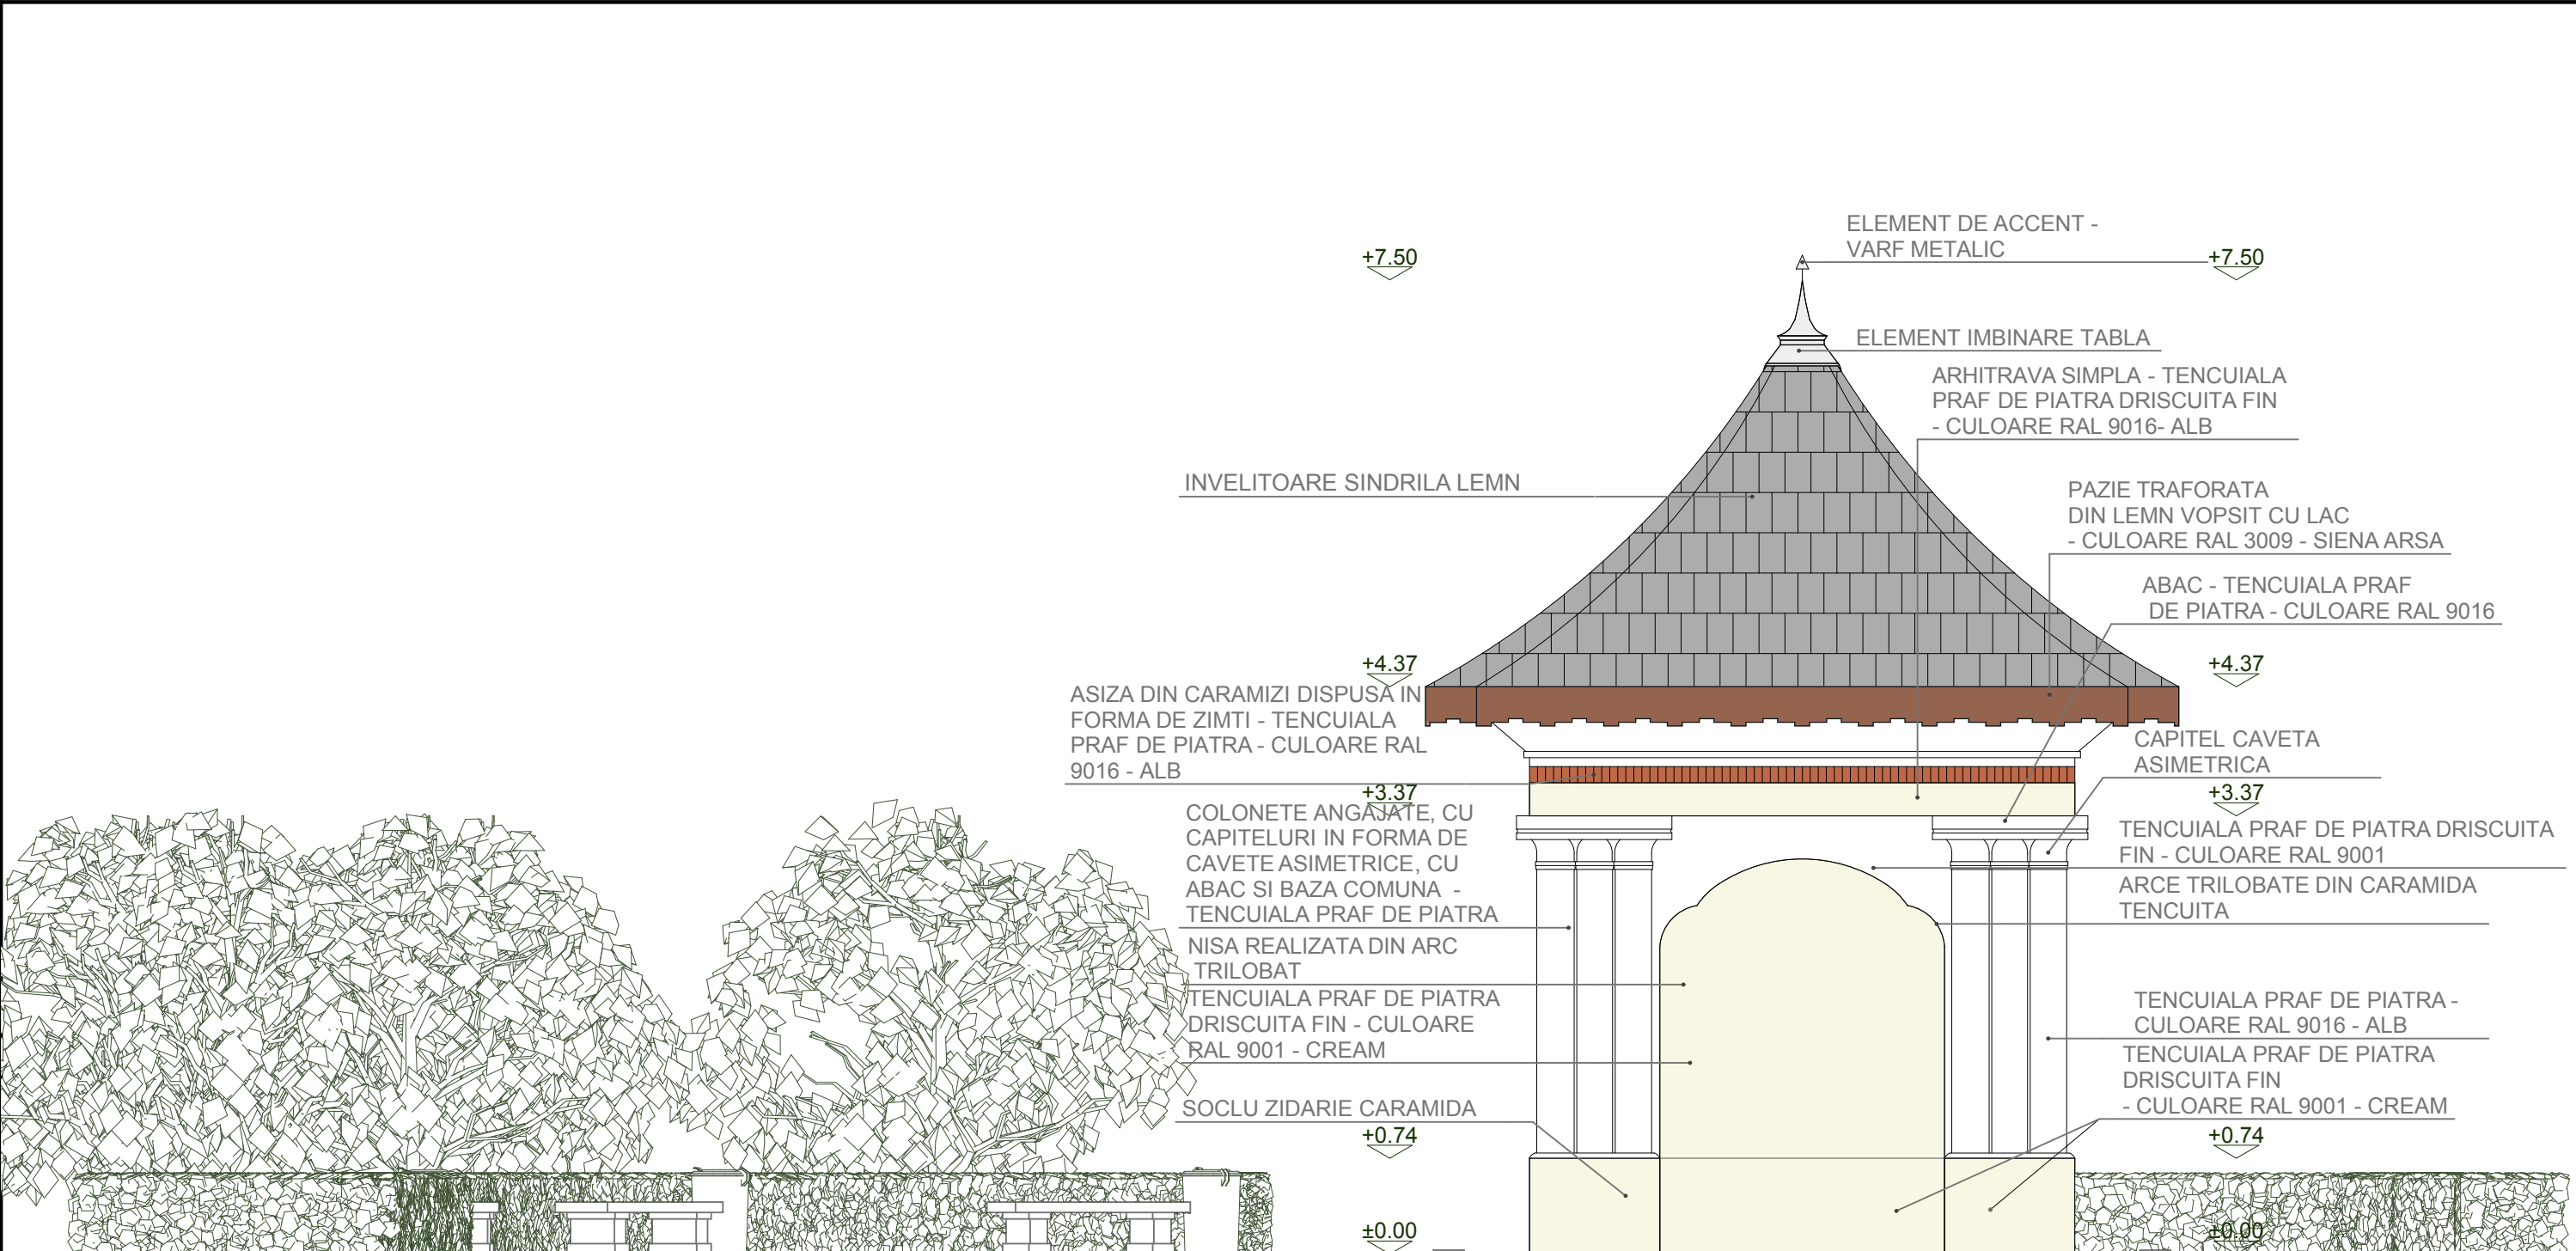 ELEMENT DE ACCENT -
VARF METALIC
+7.50
+7.50
ELEMENT IMBINARE TABLA
ARHITRAVA SIMPLA - TENCUIALA
PRAF DE PIATRA DRISCUITA FIN
- CULOARE RAL 9016- ALB
INVELITOARE SINDRILA LEMN
PAZIE TRAFORATA
DIN LEMN VOPSIT CU LAC
- CULOARE RAL 3009 - SIENA ARSA
ABAC - TENCUIALA PRAF
DE PIATRA - CULOARE RAL 9016
+4.37
+4.37
ASIZA DIN CARAMIZI DISPUSA IN
FORMA DE ZIMTI - TENCUIALA
PRAF DE PIATRA - CULOARE RAL
9016 - ALB
CAPITEL CAVETA
ASIMETRICA
+3.37
+3.37
COLONETE ANGAJATE, CU
CAPITELURI IN FORMA DE
CAVETE ASIMETRICE, CU
ABAC SI BAZA COMUNA -
TENCUIALA PRAF DE PIATRA
TENCUIALA PRAF DE PIATRA DRISCUITA
FIN - CULOARE RAL 9001
ARCE TRILOBATE DIN CARAMIDA
TENCUITA
NISA REALIZATA DIN ARC
TRILOBAT
TENCUIALA PRAF DE PIATRA
DRISCUITA FIN - CULOARE
RAL 9001 - CREAM
TENCUIALA PRAF DE PIATRA -
CULOARE RAL 9016 - ALB
TENCUIALA PRAF DE PIATRA
DRISCUITA FIN
- CULOARE RAL 9001 - CREAM
SOCLU ZIDARIE CARAMIDA
+0.74
+0.74
±0.00
±0.00